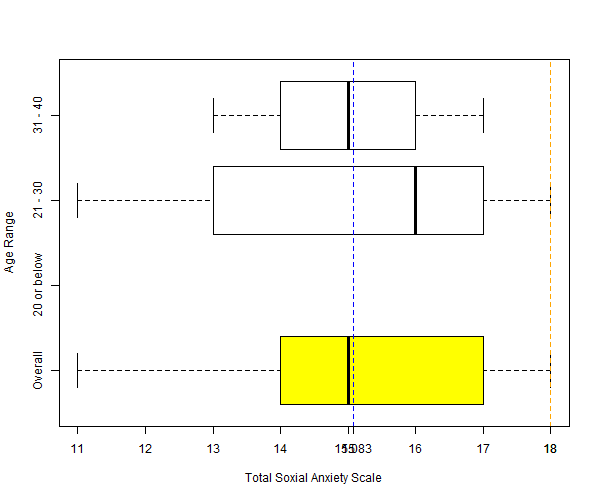 31 - 40
21 - 30
20 or below
Overall
Age Range
11 12 13 14 15 15.083 16 17 18
Total Soxial Anxiety Scale